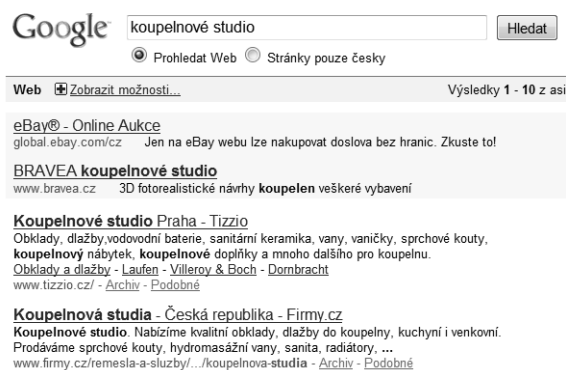 Google koupelnové studio Hledat
Prohledat Web Stránky pouze česky
Web Zobrazit možnosti... Výsledky 1 - 10 z asi
eBay® - Online Aukce
global.ebay.com/cz Jen na eBay webu lze nakupovat doslova bez hranic. Zkuste to!
BRAVEA koupelnové studio
www.bravea.cz 3D fotorealistické návrhy koupelen veškeré vybavení
Koupelnové studio Praha - Tizzio
Obklady, dlažby,vodovodní baterie, sanitární keramika, vany, vaničky, sprchové kouty,
koupelnový nábytek, koupelnové doplňky a mnoho dalšího pro koupelnu.
Obklady a dlažby - Laufen - Villeroy & Boch - Dornbracht
www.tizzio.cz/ - Archiv - Podobné
Koupelnová studia - Česká republika - Firmy.cz
Koupelnové studio. Nabízíme kvalitní obklady, dlažby do koupelny, kuchyní i venkovní.
Prodáváme sprchové kouty, hydromasážní vany, sanita, radiátory, ...
www.firmy.cz/remesla-a-sluzby/.../koupelnova-studia - Archiv - Podobné